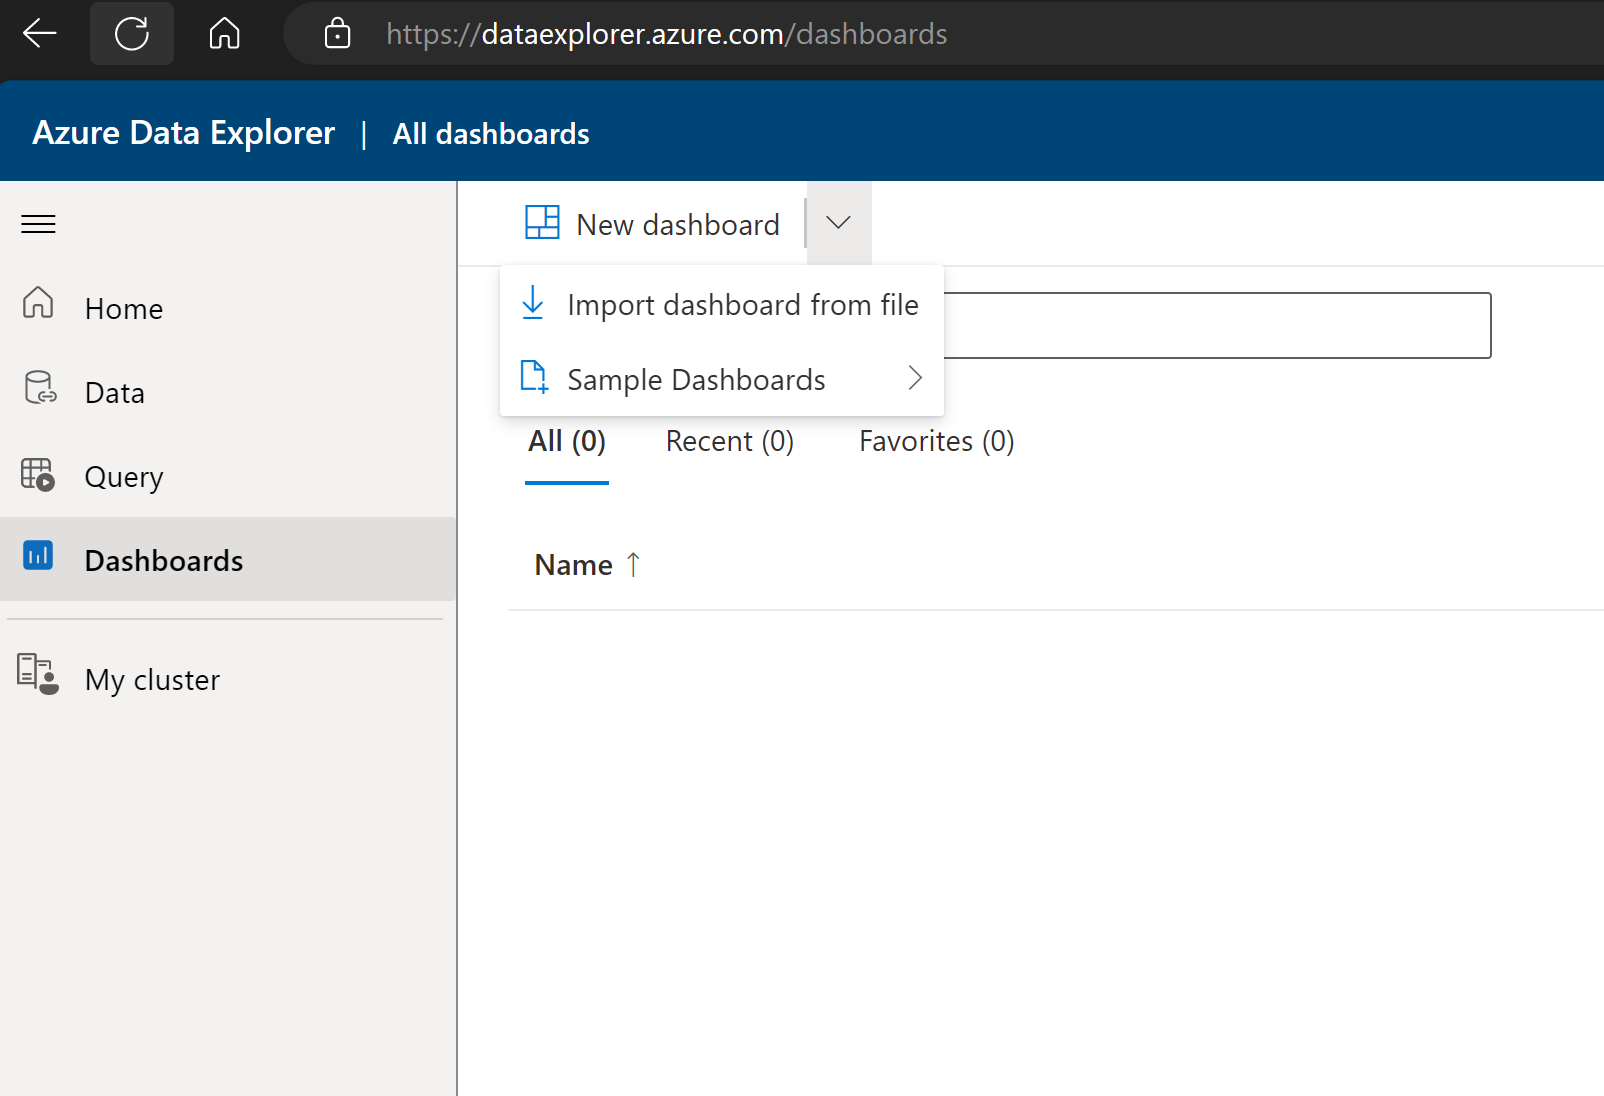 https://dataexplorer.azure.com/dashboards
Azure Data Explorer | All dashboards
New dashboard
Import dashboard from file
Sample Dashboards
Home
Data
Query
Dashboards
My cluster
All (0) Recent (0) Favorites (0)
Name ↑